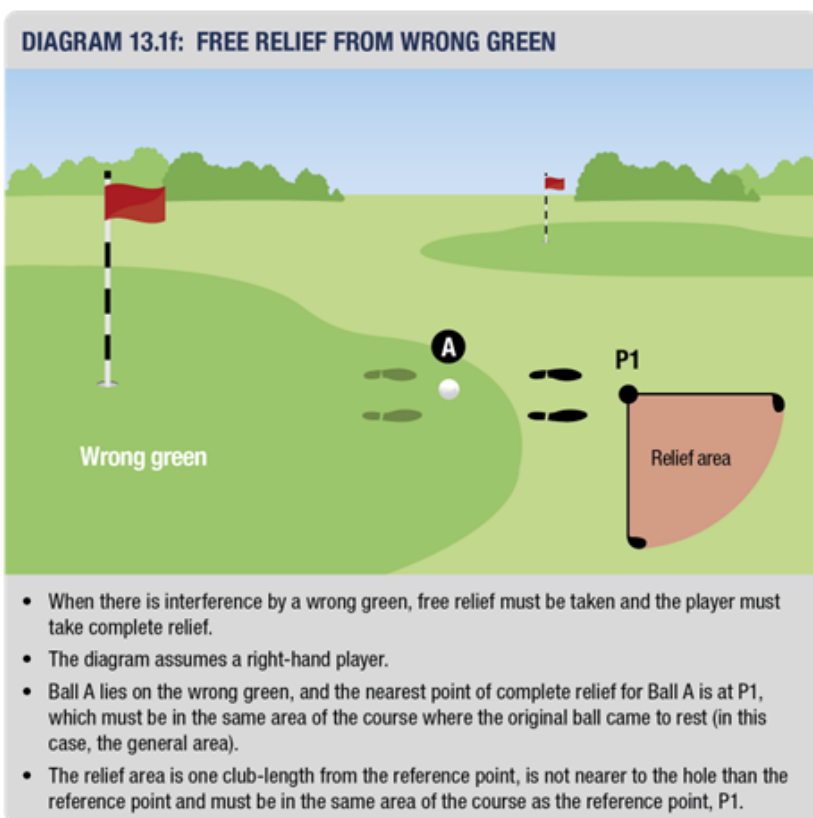 DIAGRAM 13.1f: FREE RELIEF FROM WRONG GREEN
A
P1
Wrong green
Relief area
• When there is interference by a wrong green, free relief must be taken and the player must
take complete relief.
• The diagram assumes a right-hand player.
• Ball A lies on the wrong green, and the nearest point of complete relief for Ball A is at P1,
which must be in the same area of the course where the original ball came to rest (in this
case, the general area).
• The relief area is one club-length from the reference point, is not nearer to the hole than the
reference point and must be in the same area of the course as the reference point, P1.